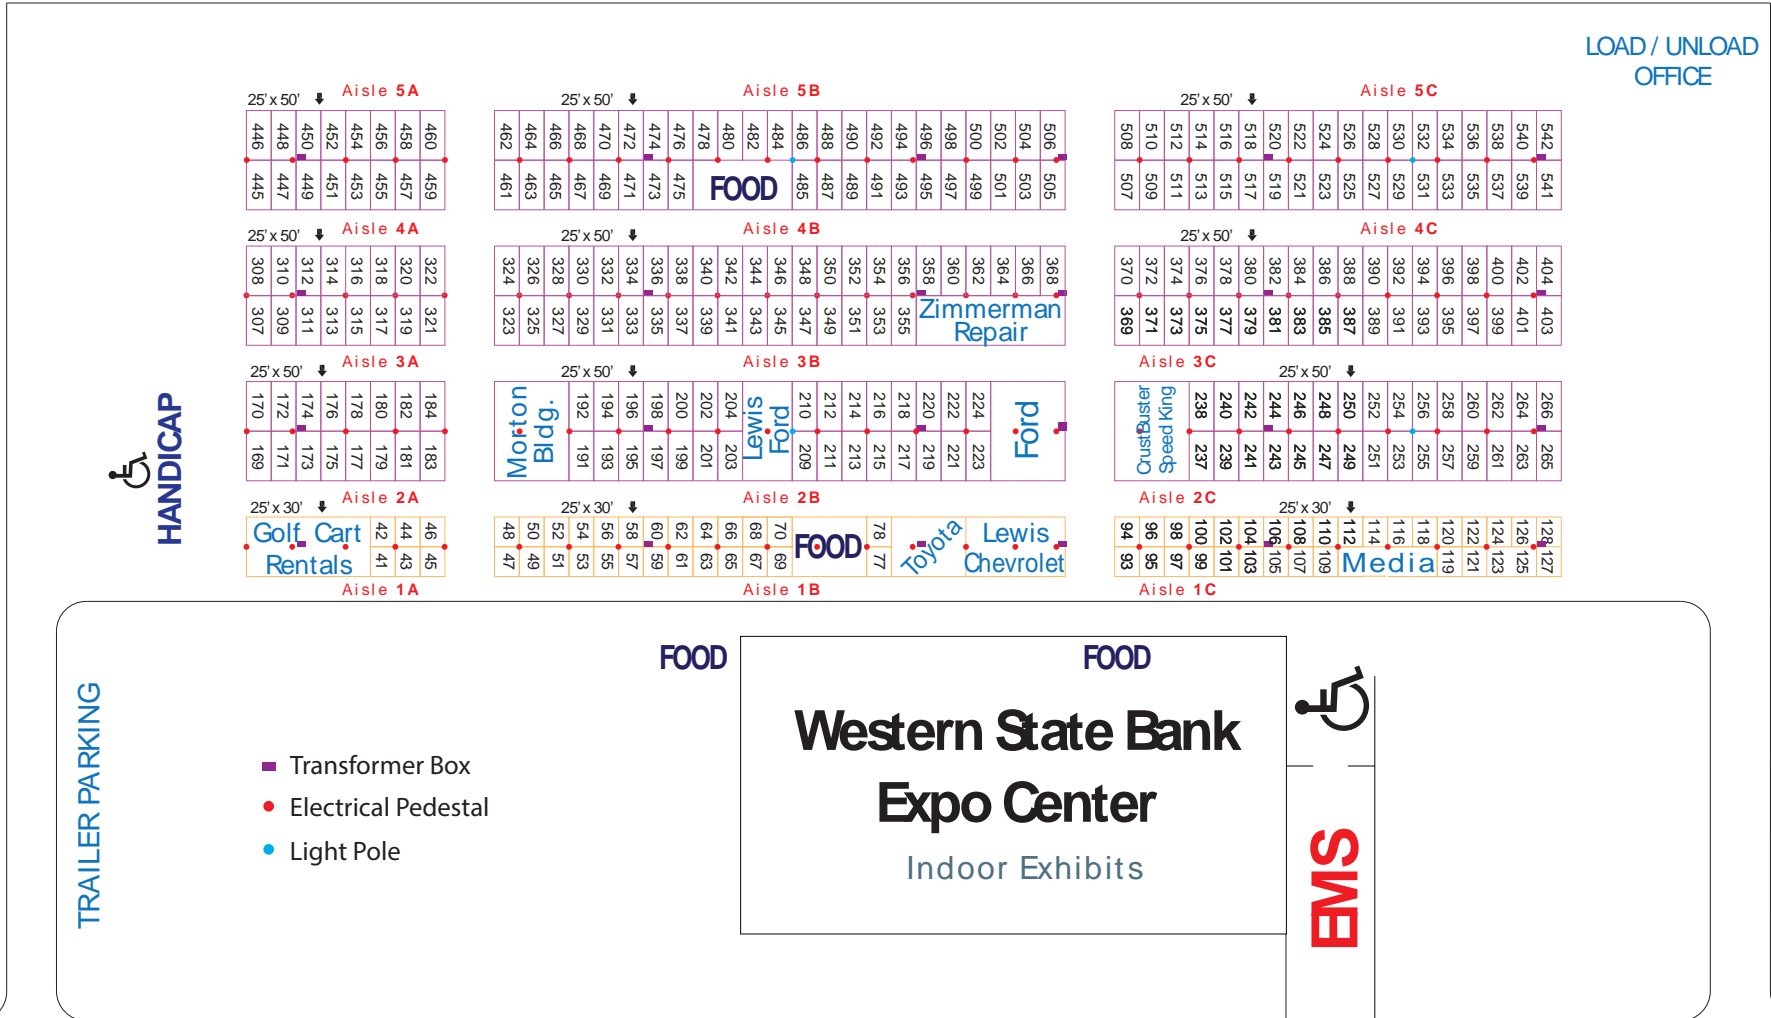 LOAD / UNLOAD
OFFICE
Aisle 5A
Aisle 5B
Aisle 5C
25' x 50'
25' x 50'
25' x 50'
446 448 450 452 454 456 458 460
462 464 466 468 470 472 474 476 478 480 482 484 486 488 490 492 494 496 498 500 502 504 506
508 510 512 514 516 518 520 522 524 526 528 530 532 534 536 538 540 542
445 447 449 451 453 455 457 459
461 463 465 467 469 471 473 475 FOOD 485 487 489 491 493 495 497 499 501 503 505
507 509 511 513 515 517 519 521 523 525 527 529 531 533 535 537 539 541
Aisle 4A
Aisle 4B
Aisle 4C
25' x 50'
25' x 50'
25' x 50'
308 310 312 314 316 318 320 322
324 326 328 330 332 334 336 338 340 342 344 346 348 350 352 354 356 358 360 362 364 366 368
370 372 374 376 378 380 382 384 386 388 390 392 394 396 398 400 402 404
307 309 311 313 315 317 319 321
323 325 327 329 331 333 335 337 339 341 343 345 347 349 351 353 355
Zimmerman
Repair
369 371 373 375 377 379 381 383 385 387 389 391 393 395 397 399 401 403
Aisle 3A
Aisle 3B
Aisle 3C
25' x 50'
25' x 50'
25' x 50'
170 172 174 176 178 180 182 184
Morton
Bldg.
192 194 196 198 200 202 204
Lewis
Ford
210 212 214 216 218 220 222 224
Ford
CrustBuster
Speed King
238 240 242 244 246 248 250 252 254 256 258 260 262 264 266
169 171 173 175 177 179 181 183
191 193 195 197 199 201 203
209 211 213 215 217 219 221 223
237 239 241 243 245 247 249 251 253 255 257 259 261 263 265
HANDICAP
Aisle 2A
Aisle 2B
Aisle 2C
25' x 30'
25' x 30'
25' x 30'
Golf Cart
Rentals
42 44 46
48 50 52 54 56 58 60 62 64 66 68 70 FOOD 78
Toyota
Lewis
Chevrolet
94 96 98 100 102 104 106 108 110 112 114 116 118 120 122 124 126 128
41 43 45
47 49 51 53 55 57 59 61 63 65 67 69 77
93 95 97 99 101 103 105 107 109 Media 119 121 123 125 127
Aisle 1A
Aisle 1B
Aisle 1C
FOOD
FOOD
TRAILER PARKING
Western State Bank
Expo Center
Indoor Exhibits
Transformer Box
Electrical Pedestal
Light Pole
EMS